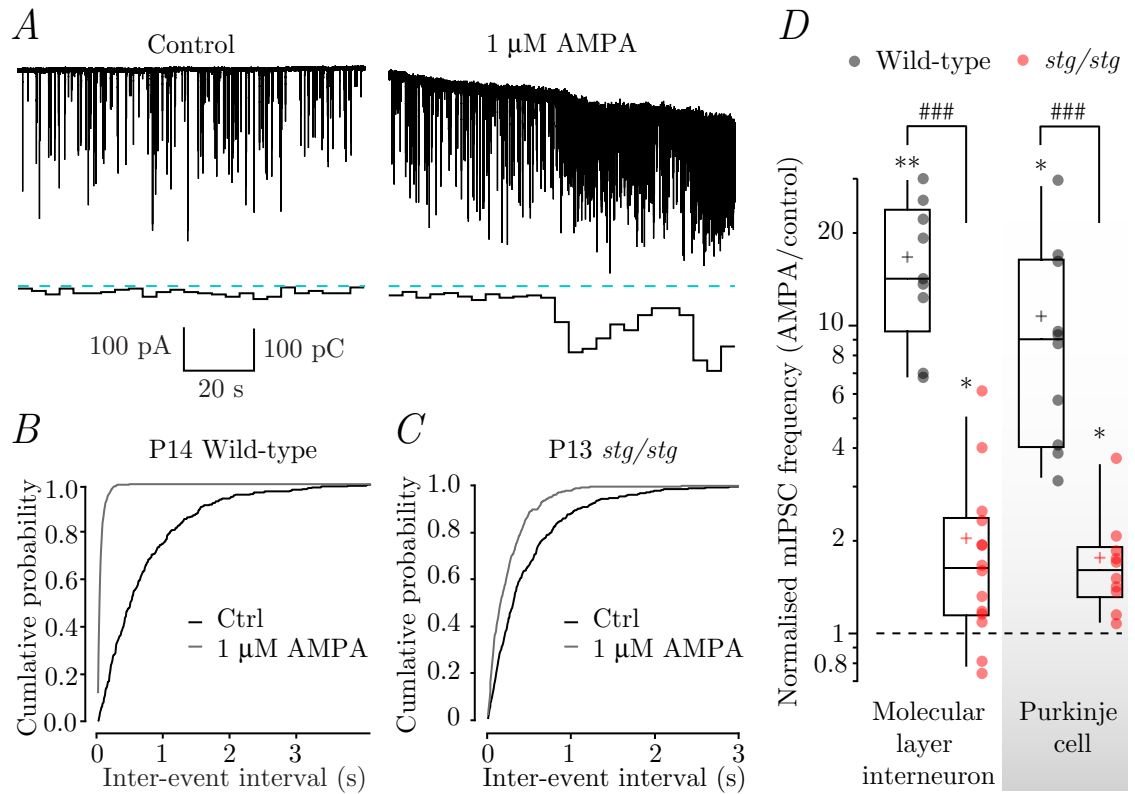 A
Control
1 µM AMPA
100 pA
100 pC
20 s
B
P14 Wild-type
Cumlative probability
1.0
0.8
0.6
0.4
0.2
0.0
Ctrl
1 µM AMPA
0 1 2 3
Inter-event interval (s)
C
P13 stg/stg
Cumlative probability
1.0
0.8
0.6
0.4
0.2
0
Ctrl
1 µM AMPA
0 1 2 3
Inter-event interval (s)
D
Wild-type stg/stg
### ###
** * * *
Normalised mIPSC frequency (AMPA/control)
20
10
8
6
4
2
1
0.8
Molecular
layer
interneuron
Purkinje
cell